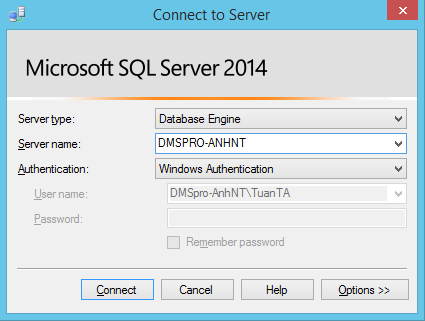 Connect to Server
Microsoft SQL Server 2014
Server type: Database Engine
Server name: DMSPRO-ANHNT
Authentication: Windows Authentication
User name: DMSpro-AnhNT\TuanTA
Password:
Remember password
Connect Cancel Help Options >>